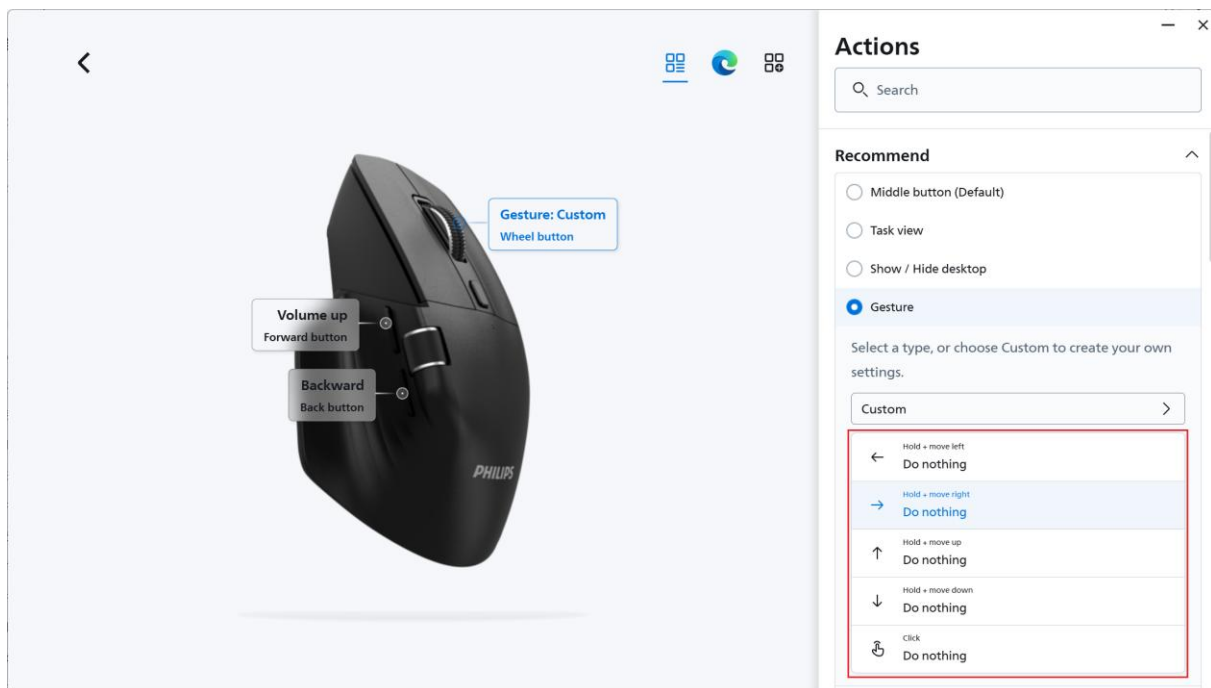 Actions
Search
Recommend
Middle button (Default)
Task view
Show / Hide desktop
Gesture
Select a type, or choose Custom to create your own
settings.
Custom
Hold + move left
Do nothing
Hold + move right
Do nothing
Hold + move up
Do nothing
Hold + move down
Do nothing
Click
Do nothing
Gesture: Custom
Wheel button
Volume up
Forward button
Backward
Back button
PHILIPS